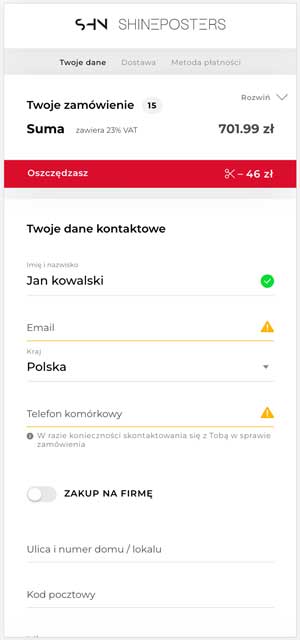 SHN SHINEPOSTERS
Twoje dane Dostawa Metoda płatności
Rozwiń
Twoje zamówienie 15
Suma zawiera 23% VAT 701.99 zł
Oszczędzasz – 46 zł
Twoje dane kontaktowe
Imię i nazwisko
Jan kowalski
Email
Kraj
Polska
Telefon komórkowy
W razie konieczności skontaktowania się z Tobą w sprawie
zamówienia
ZAKUP NA FIRMĘ
Ulica i numer domu / lokalu
Kod pocztowy